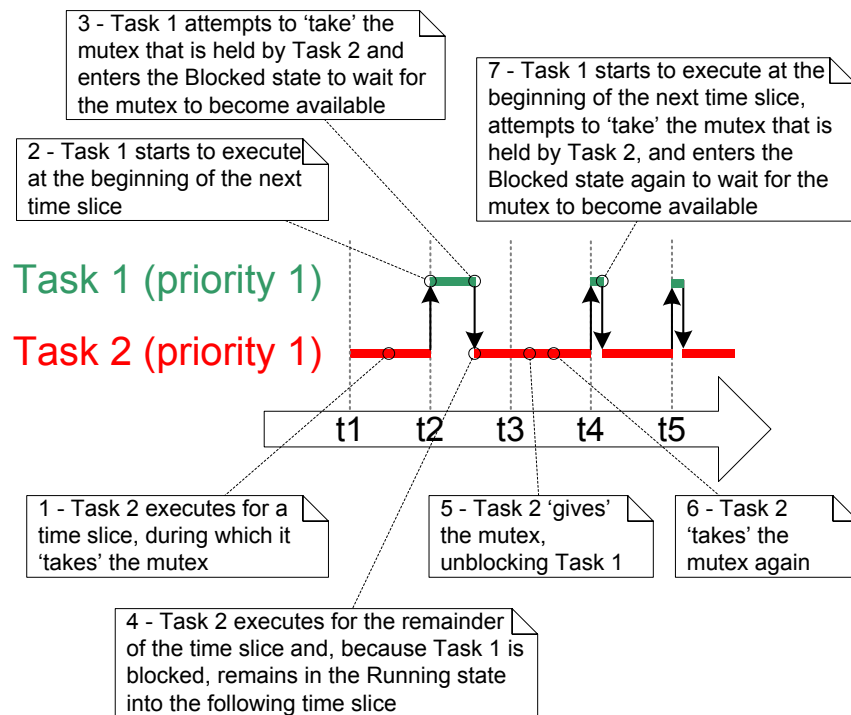 3 - Task 1 attempts to ‘take’ the
mutex that is held by Task 2 and
enters the Blocked state to wait for
the mutex to become available
7 - Task 1 starts to execute at the
beginning of the next time slice,
attempts to ‘take’ the mutex that is
held by Task 2, and enters the
Blocked state again to wait for the
mutex to become available
2 - Task 1 starts to execute
at the beginning of the next
time slice
Task 1 (priority 1)
Task 2 (priority 1)
t1 t2 t3 t4 t5
1 - Task 2 executes for a
time slice, during which it
‘takes’ the mutex
5 - Task 2 ‘gives’
the mutex,
unblocking Task 1
6 - Task 2
‘takes’ the
mutex again
4 - Task 2 executes for the remainder
of the time slice and, because Task 1 is
blocked, remains in the Running state
into the following time slice